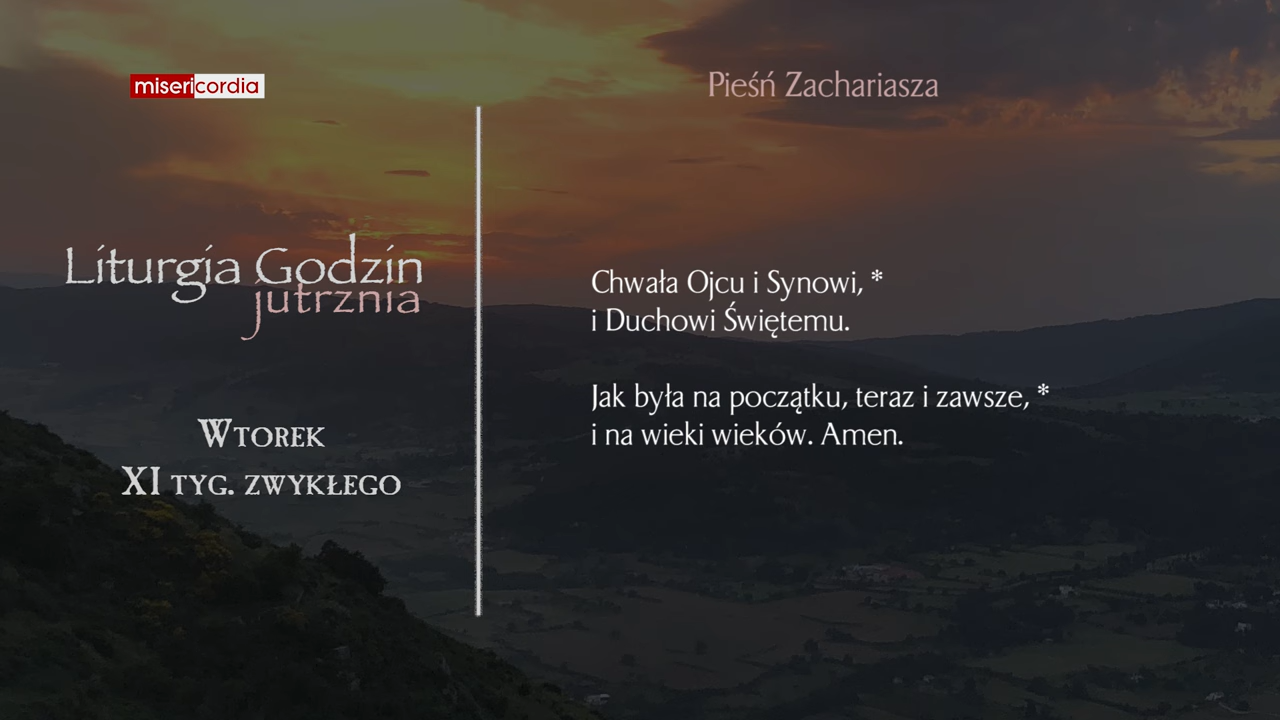 misericordia
Liturgia Godzin
jutrznia
Wtorek
XI tyg. zwykłego
Pieśń Zachariasza
Chwała Ojcu i Synowi, *
i Duchowi Świętemu.
Jak była na początku, teraz i zawsze, *
i na wieki wieków. Amen.